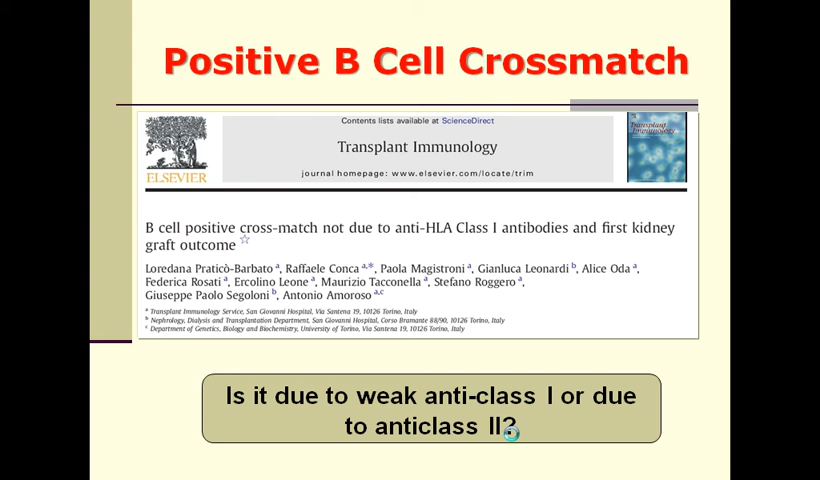 Positive B Cell Crossmatch
Contents lists available at ScienceDirect
Transplant Immunology
journal homepage: www.elsevier.com/locate/trim
ELSEVIER
Transplant
Immunology
B cell positive cross-match not due to anti-HLA Class I antibodies and first kidney
graft outcome ☆
Loredana Praticò-Barbato a, Raffaele Conca a,*, Paola Magistroni a, Gianluca Leonardi b, Alice Oda a,
Federica Rosati a, Ercolino Leone a, Maurizio Tacconella a, Stefano Roggero a,
Giuseppe Paolo Segoloni b, Antonio Amoroso a,c
a Transplant Immunology Service, San Giovanni Hospital, Via Santena 19, 10126 Torino, Italy
b Nephrology, Dialysis and Transplantation Department, San Giovanni Hospital, Corso Bramante 88/90, 10126 Torino, Italy
c Department of Genetics, Biology and Biochemistry, University of Torino, Via Santena 19, 10126 Torino, Italy
Is it due to weak anti-class I or due
to anticlass II?